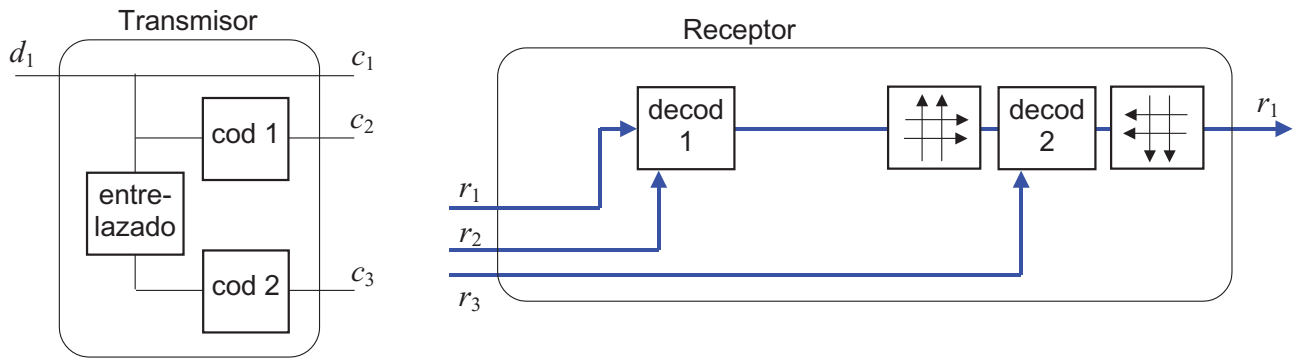 Transmisor
d₁
c₁
cod 1
c₂
entre-
lazado
cod 2
c₃
Receptor
decod
1
decod
2
r₁
r₁
r₂
r₃